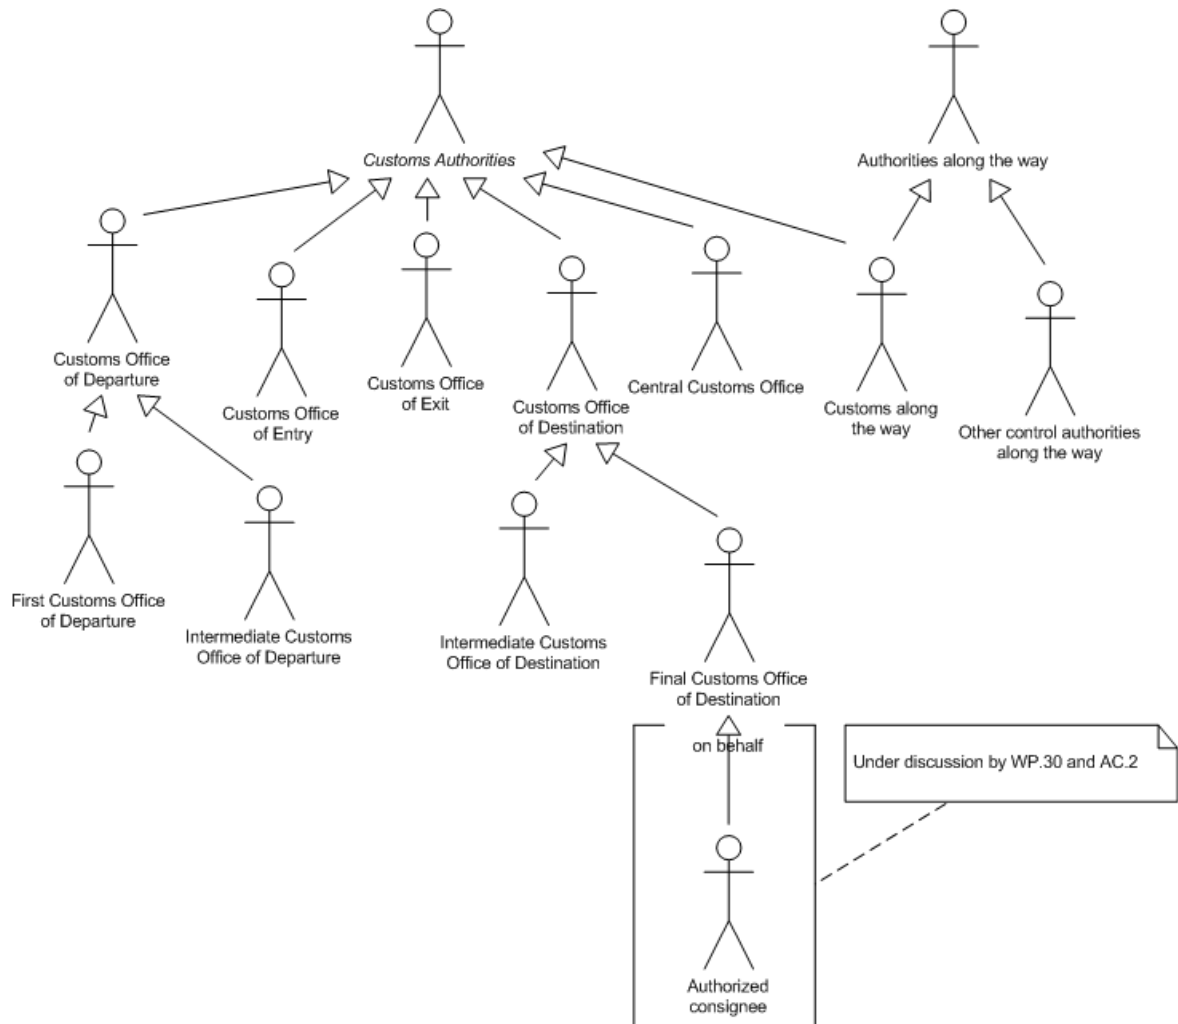 Customs Authorities
Authorities along the way
Customs Office
of Departure
Customs Office
of Entry
Customs Office
of Exit
Customs Office
of Destination
Central Customs Office
Customs along
the way
Other control authorities
along the way
First Customs Office
of Departure
Intermediate Customs
Office of Departure
Intermediate Customs
Office of Destination
Final Customs Office
of Destination
on behalf
Under discussion by WP.30 and AC.2
Authorized
consignee